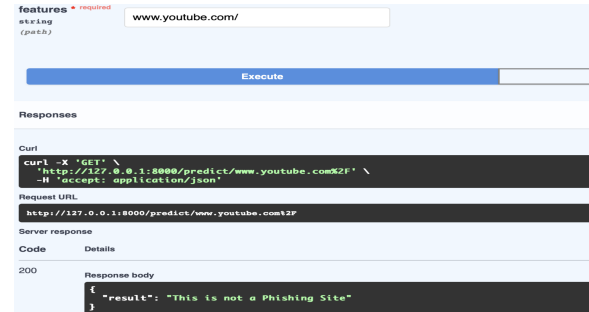 features * required
string
(path)
www.youtube.com/
Execute
Responses
Curl
curl -X 'GET' \
'http://127.0.0.1:8000/predict/www.youtube.com%2F' \
-H 'accept: application/json'
Request URL
http://127.0.0.1:8000/predict/www.youtube.com%2F
Server response
Code Details
200
Response body
{
"result": "This is not a Phishing Site"
}